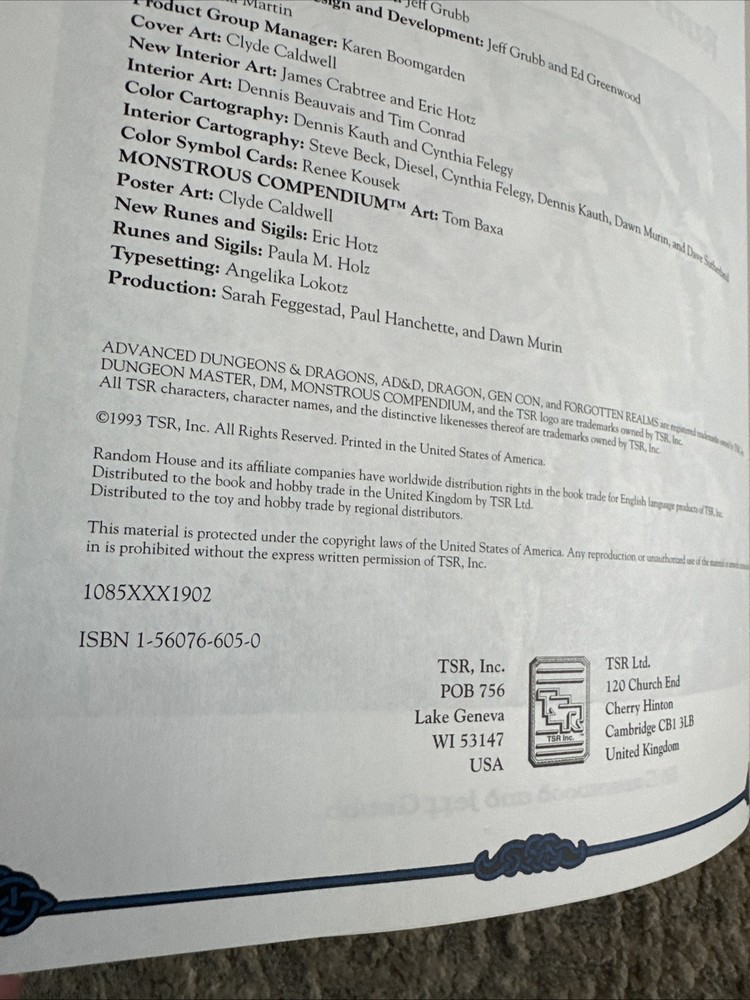 Martin
Jeff Grubb
sign and Development: Jeff Grubb and Ed Greenwood
Product Group Manager: Karen Boomgarden
Cover Art: Clyde Caldwell
New Interior Art: James Crabtree and Eric Hotz
Interior Art: Dennis Beauvais and Tim Conrad
Color Cartography: Dennis Kauth and Cynthia Felegy
Interior Cartography: Steve Beck, Diesel, Cynthia Felegy, Dennis Kauth, Dawn Murin, and Dave Sutherland
Color Symbol Cards: Renee Kousek
MONSTROUS COMPENDIUM™ Art: Tom Baxa
Poster Art: Clyde Caldwell
New Runes and Sigils: Eric Hotz
Runes and Sigils: Paula M. Holz
Typesetting: Angelika Lokotz
Production: Sarah Feggestad, Paul Hanchette, and Dawn Murin
ADVANCED DUNGEONS & DRAGONS, AD&D, DRAGON, GEN CON, and FORGOTTEN REALMS are registered trademarks owned by TSR, Inc.
DUNGEON MASTER, DM, MONSTROUS COMPENDIUM, and the TSR logo are trademarks owned by TSR, Inc.
All TSR characters, character names, and the distinctive likenesses thereof are trademarks owned by TSR, Inc.
©1993 TSR, Inc. All Rights Reserved. Printed in the United States of America.
Random House and its affiliate companies have worldwide distribution rights in the book trade for English language products of TSR, Inc.
Distributed to the book and hobby trade in the United Kingdom by TSR Ltd.
Distributed to the toy and hobby trade by regional distributors.
This material is protected under the copyright laws of the United States of America. Any reproduction or unauthorized use of the material
in is prohibited without the express written permission of TSR, Inc.
1085XXX1902
ISBN 1-56076-605-0
TSR, Inc.
POB 756
Lake Geneva
WI 53147
USA
TSR
TSR Inc.
TSR Ltd.
120 Church End
Cherry Hinton
Cambridge CB1 3LB
United Kingdom